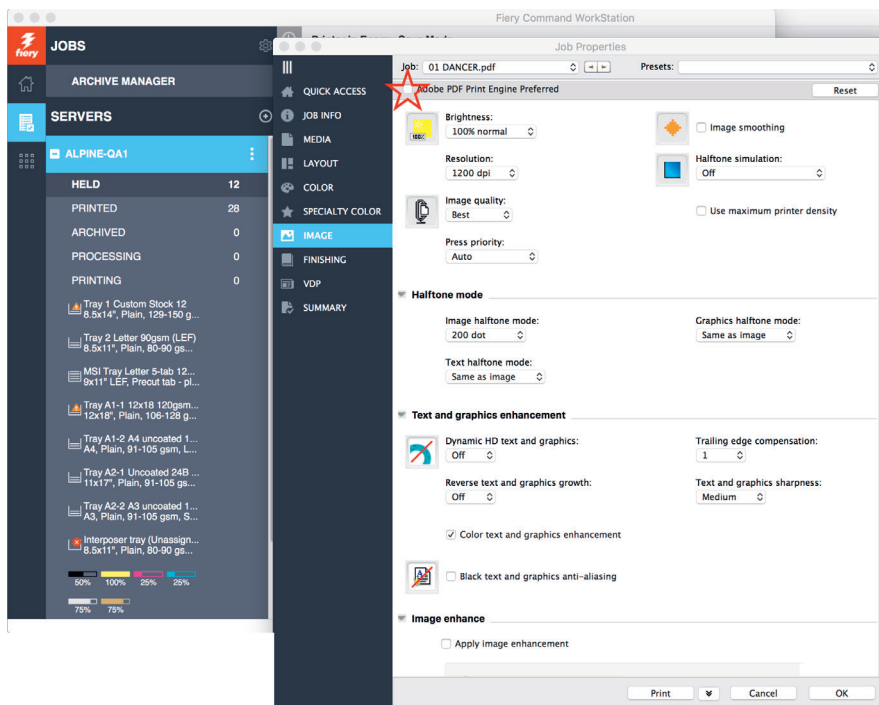 Fiery Command WorkStation
fiery
JOBS
ARCHIVE MANAGER
SERVERS
ALPINE-QA1
HELD 12
PRINTED 28
ARCHIVED 0
PROCESSING 0
PRINTING 0
Tray 1 Custom Stock 12
8.5x14", Plain, 129-150 g...
Tray 2 Letter 90gsm (LEF)
8.5x11", Plain, 80-90 gs...
MSI Tray Letter 5-tab 12...
9x11" LEF, Precut tab - pl...
Tray A1-1 12x18 120gsm...
12x18", Plain, 106-128 g...
Tray A1-2 A4 uncoated 1...
A4, Plain, 91-105 gsm, L...
Tray A2-1 Uncoated 24B ...
11x17", Plain, 91-105 gs...
Tray A2-2 A3 uncoated 1...
A3, Plain, 91-105 gsm, S...
Interposer tray (Unassign...
8.5x11", Plain, 80-90 gs...
50% 100% 25% 25%
75% 75%
Job Properties
QUICK ACCESS
JOB INFO
MEDIA
LAYOUT
COLOR
SPECIALTY COLOR
IMAGE
FINISHING
VDP
SUMMARY
Job: 01 DANCER.pdf
Presets:
Adobe PDF Print Engine Preferred
Reset
Brightness:
100%
100% normal
Image smoothing
Resolution:
1200 dpi
Halftone simulation:
Off
Image quality:
Best
Use maximum printer density
Press priority:
Auto
Halftone mode
Image halftone mode:
200 dot
Graphics halftone mode:
Same as image
Text halftone mode:
Same as image
Text and graphics enhancement
Dynamic HD text and graphics:
Off
Trailing edge compensation:
1
Reverse text and graphics growth:
Off
Text and graphics sharpness:
Medium
Color text and graphics enhancement
Black text and graphics anti-aliasing
Image enhance
Apply image enhancement
Print
Cancel
OK